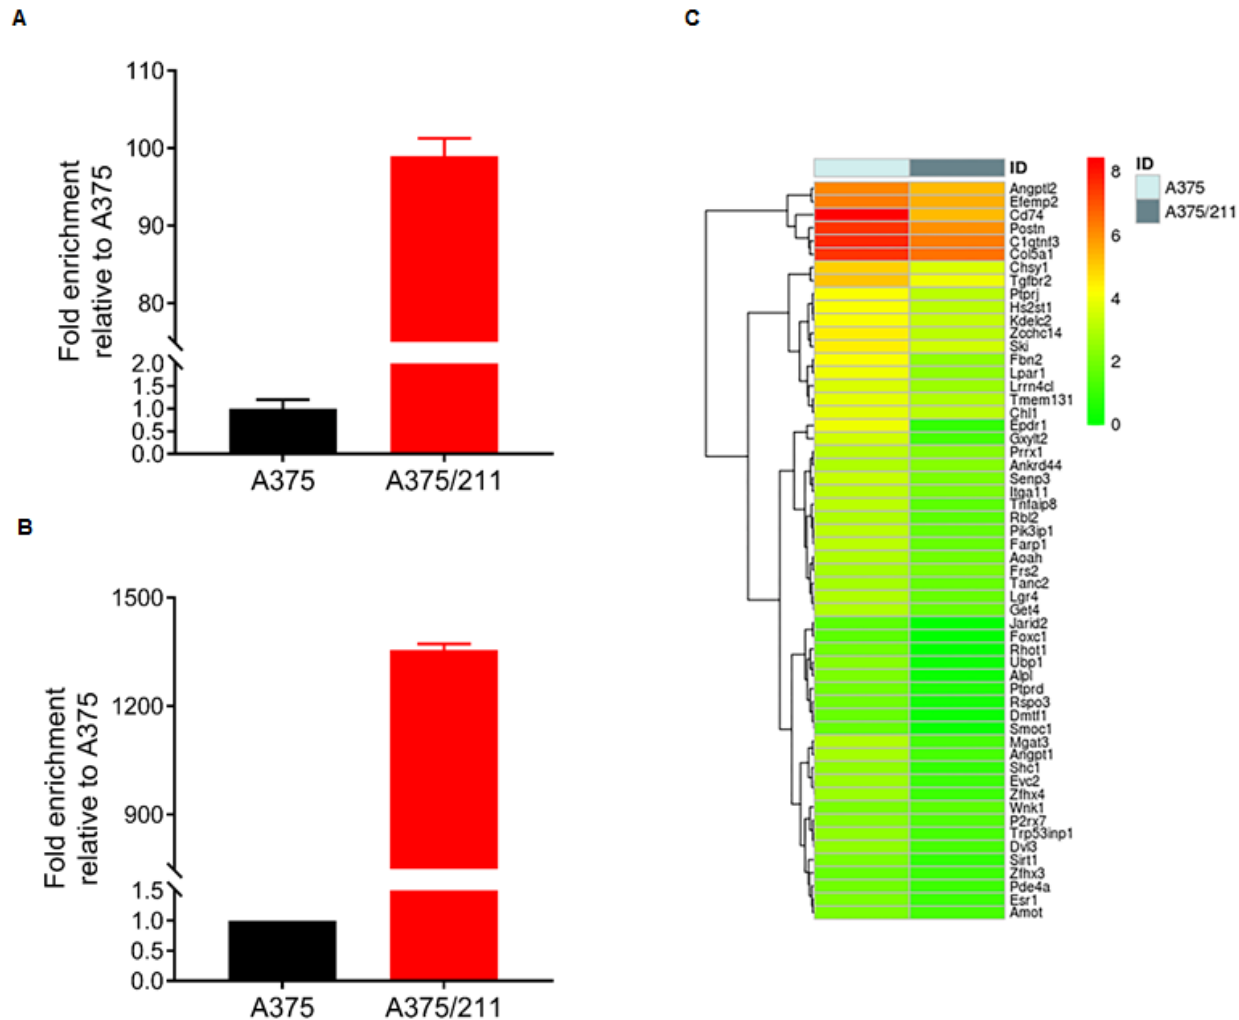 A
Fold enrichment
relative to A375
110
100
90
80
2.0
1.5
1.0
0.5
0.0
A375
A375/211
B
Fold enrichment
relative to A375
1500
1200
900
1.5
1.0
0.5
0.0
A375
A375/211
C
ID
Angptl2
Efemp2
Cd74
Postn
C1qtnf3
Col5a1
Chsy1
Tgfbr2
Ptprj
Hs2st1
Kdelc2
Zcchc14
Ski
Fbn2
Lpar1
Lrrn4cl
Tmem131
Chl1
Epdr1
Gxylt2
Prrx1
Ankrd44
Senp3
Itga11
Tnfaip8
Rbl2
Pik3ip1
Farp1
Aoah
Frs2
Tanc2
Lgr4
Get4
Jarid2
Foxc1
Rhot1
Ubp1
Alpl
Ptprd
Rspo3
Dmtf1
Smoc1
Mgat3
Angpt1
Shc1
Evc2
Zfhx4
Wnk1
P2rx7
Trp53inp1
Dvl3
Sirt1
Zfhx3
Pde4a
Esr1
Amot
8
6
4
2
0
ID
A375
A375/211